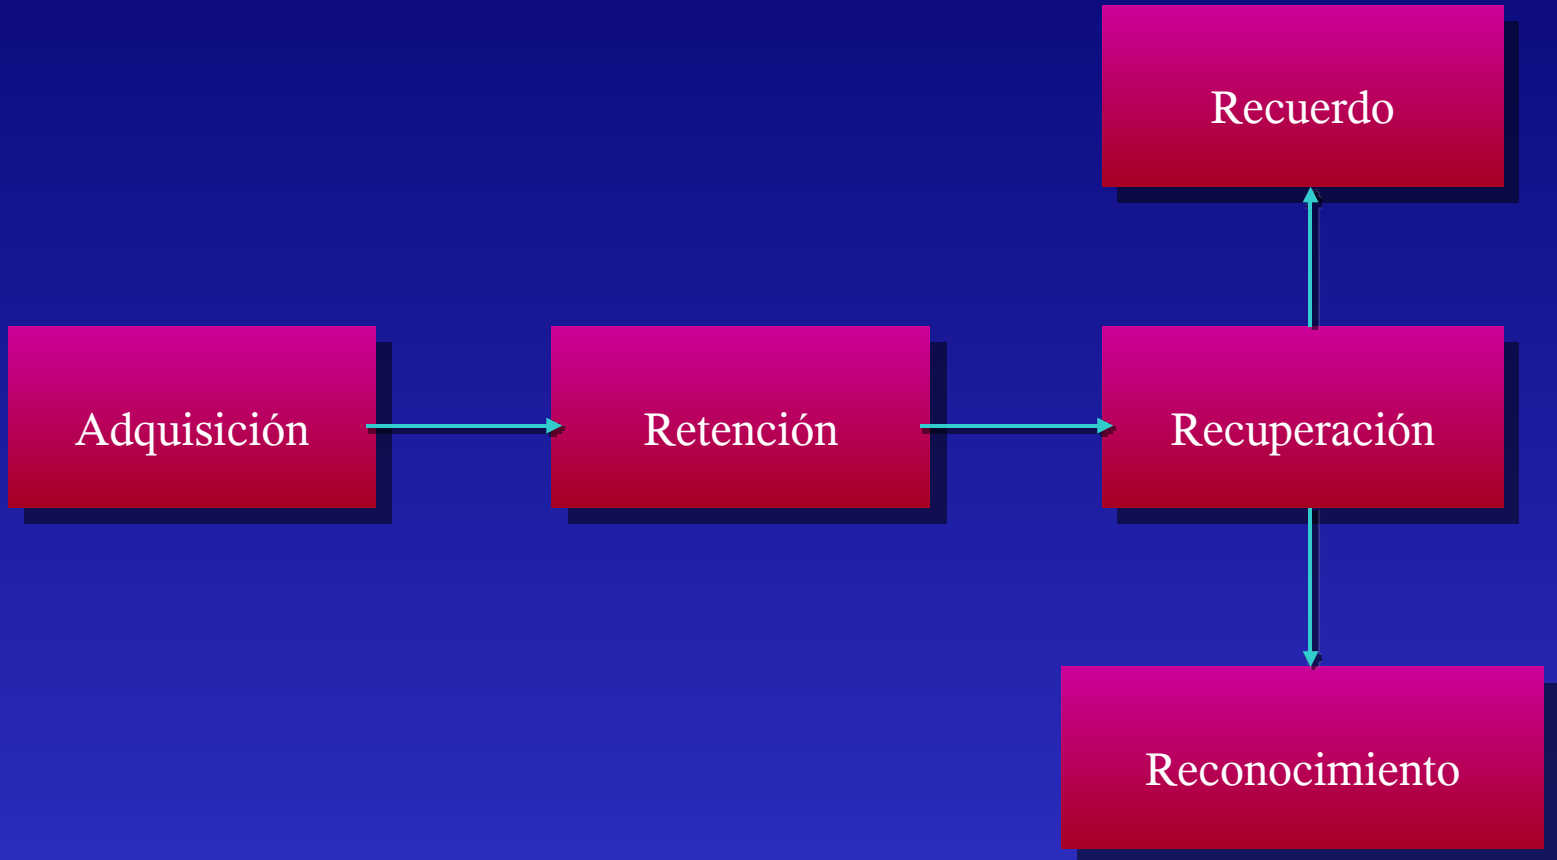 Recuerdo
Adquisición
Retención
Recuperación
Reconocimiento